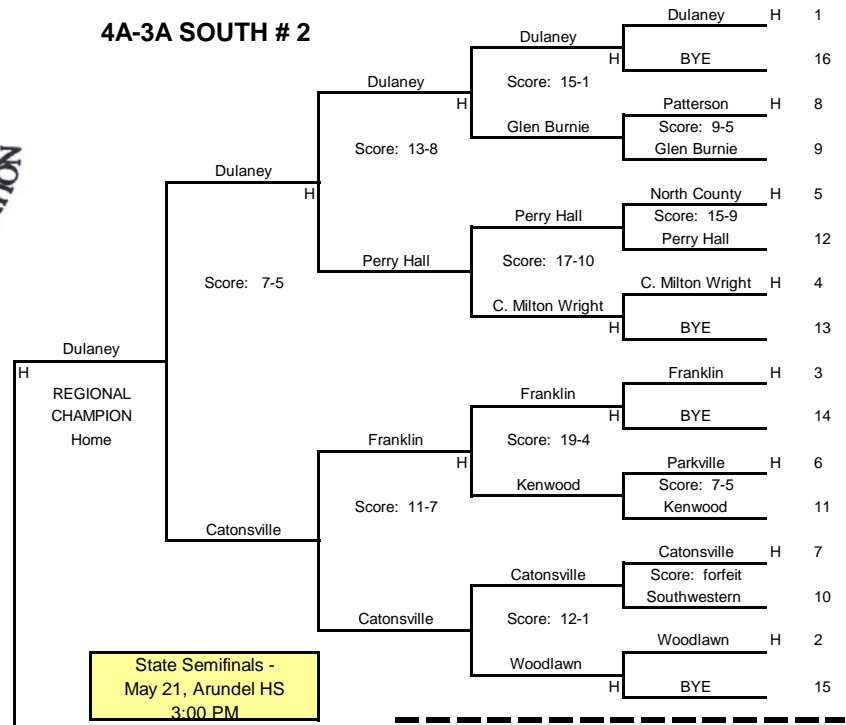 4A-3A SOUTH # 2
Dulaney H 1
Dulaney
H BYE 16
Dulaney Score: 15-1
H Patterson H 8
Glen Burnie Score: 9-5
Score: 13-8 Glen Burnie 9
Dulaney
H North County H 5
Perry Hall Score: 15-9
Perry Hall 12
Perry Hall Score: 17-10
Score: 7-5 C. Milton Wright H 4
C. Milton Wright
H BYE 13
Dulaney
H Franklin H 3
REGIONAL
Franklin
CHAMPION H BYE 14
Home Franklin Score: 19-4
H Parkville H 6
Kenwood Score: 7-5
Score: 11-7 Kenwood 11
Catonsville
Catonsville H 7
Catonsville Score: forfeit
Southwestern 10
Catonsville Score: 12-1
Woodlawn H 2
State Semifinals - Woodlawn
May 21, Arundel HS H BYE 15
3:00 PM